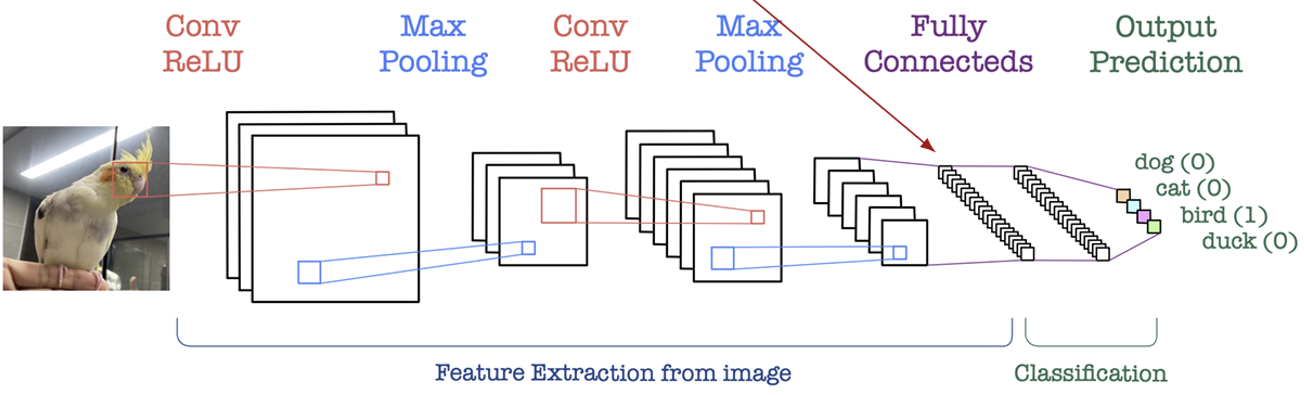 Conv
ReLU
Max
Pooling
Conv
ReLU
Max
Pooling
Fully
Connecteds
Output
Prediction
dog (0)
cat (0)
bird (1)
duck (0)
Feature Extraction from image
Classification